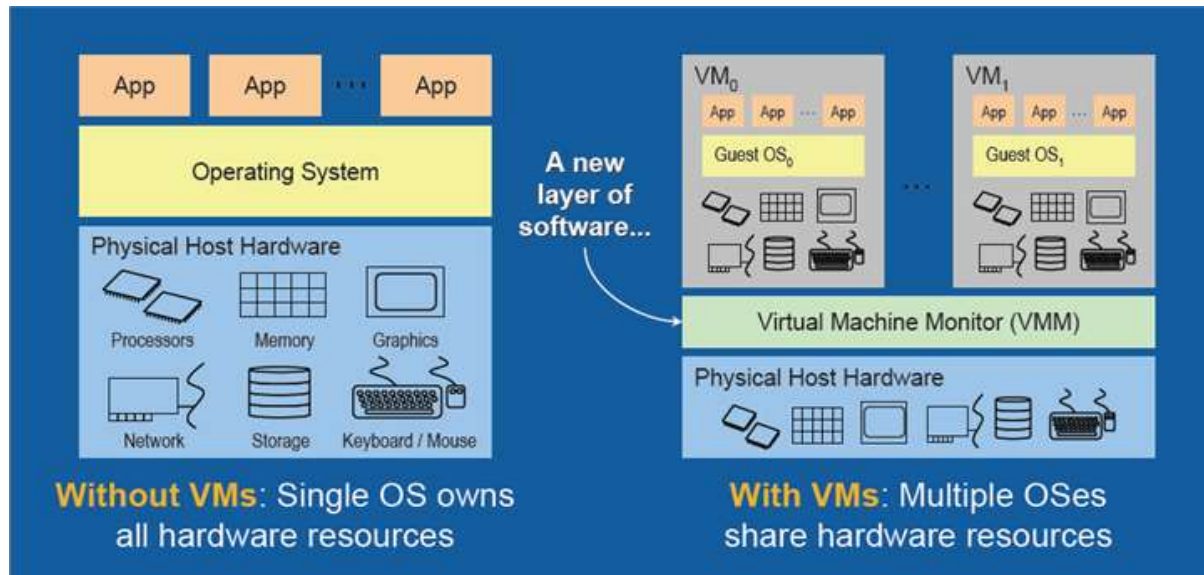 App
App
...
App
Operating System
Physical Host Hardware
Processors
Memory
Graphics
Network
Storage
Keyboard / Mouse
Without VMs: Single OS owns
all hardware resources
A new
layer of
software...
VM₀
App
App
...
App
Guest OS₀
...
VM₁
App
App
...
App
Guest OS₁
Virtual Machine Monitor (VMM)
Physical Host Hardware
With VMs: Multiple OSes
share hardware resources